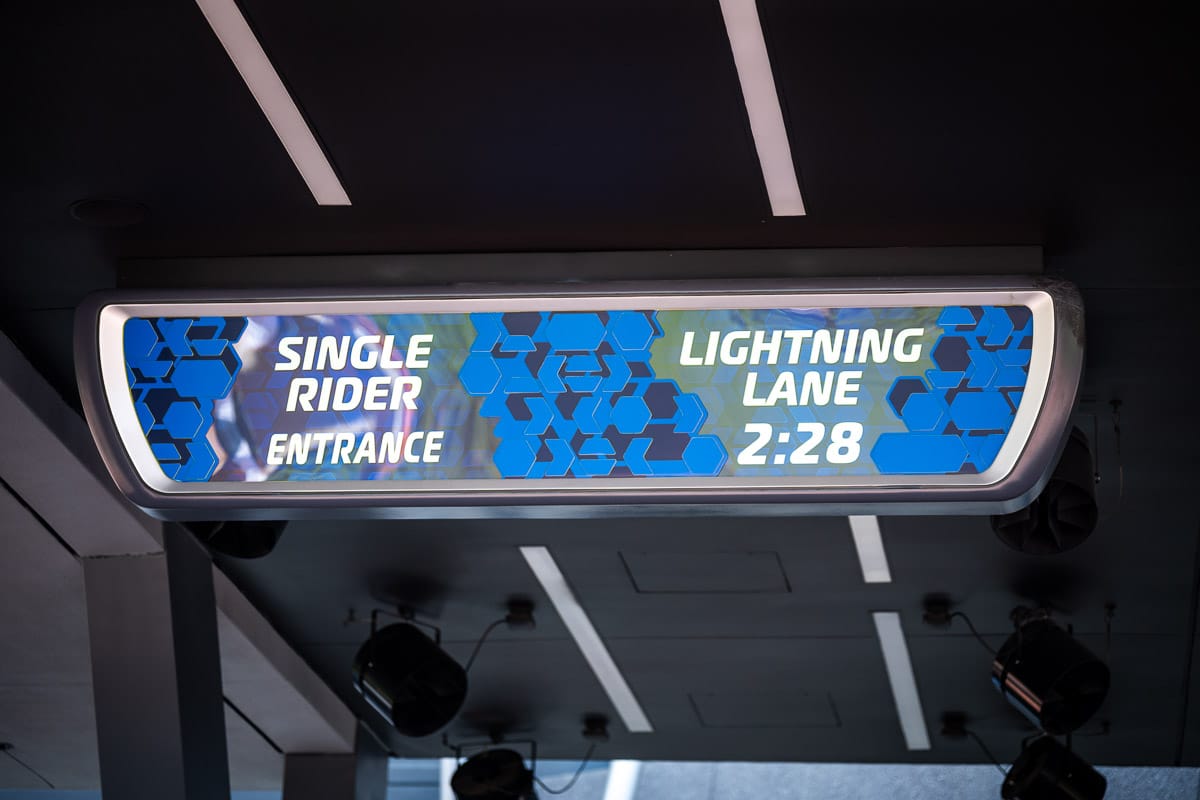 SINGLE
RIDER
ENTRANCE
LIGHTNING
LANE
2:28